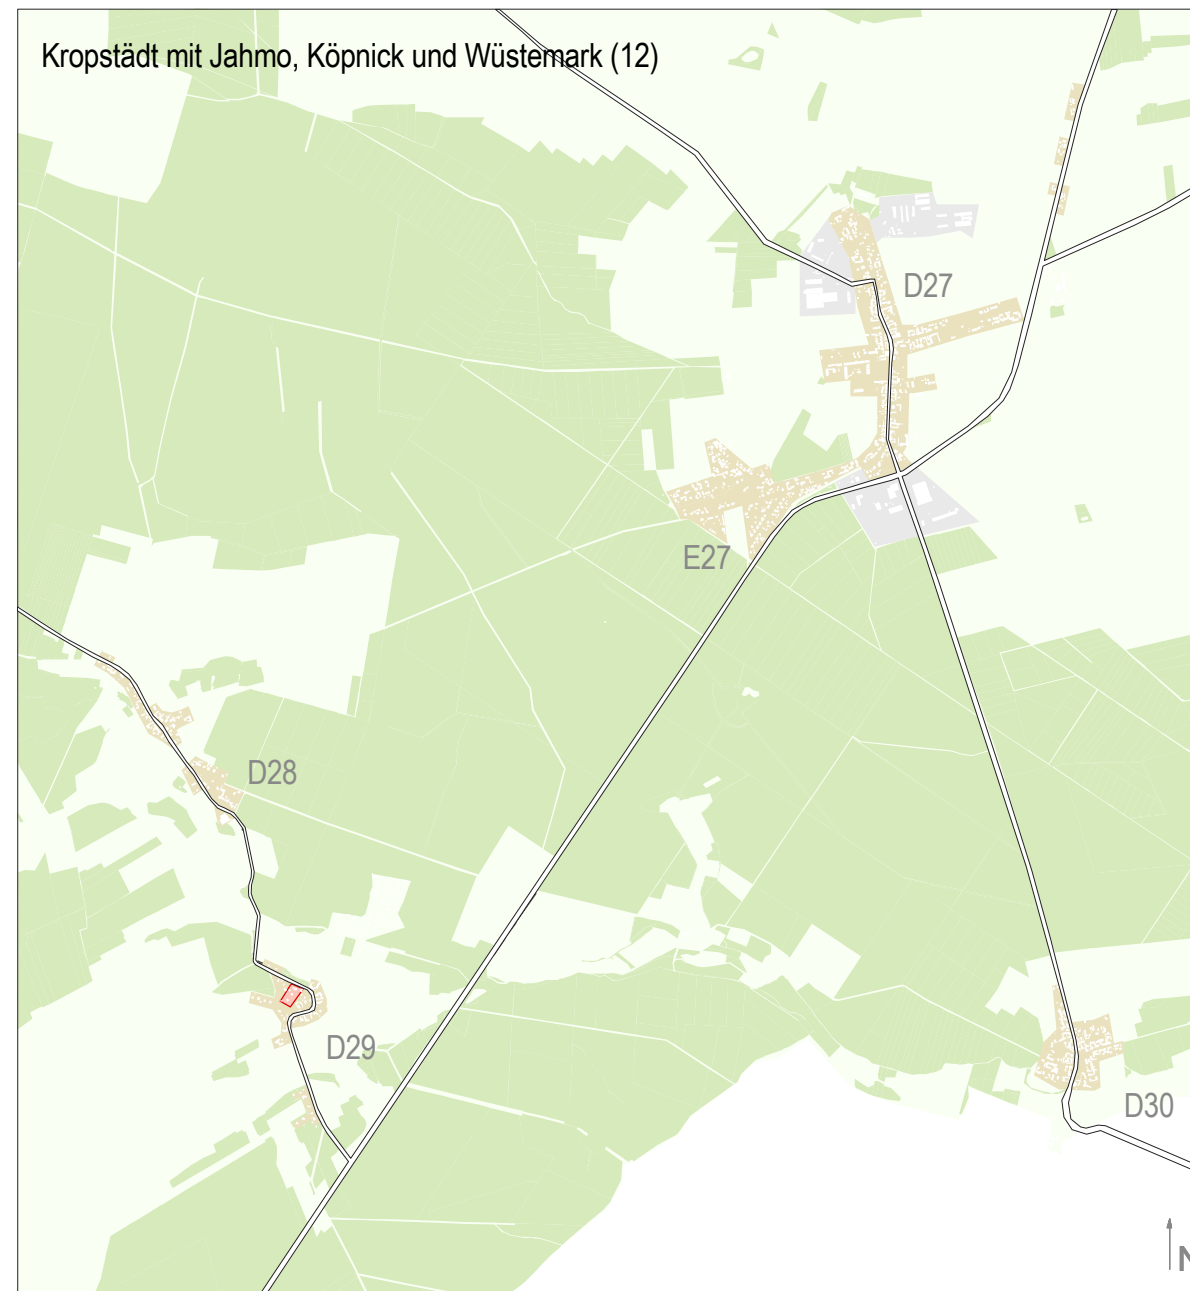 Kropstädt mit Jahmo, Köpnick und Wüstemark (12)
D27
E27
D28
D29
D30
N